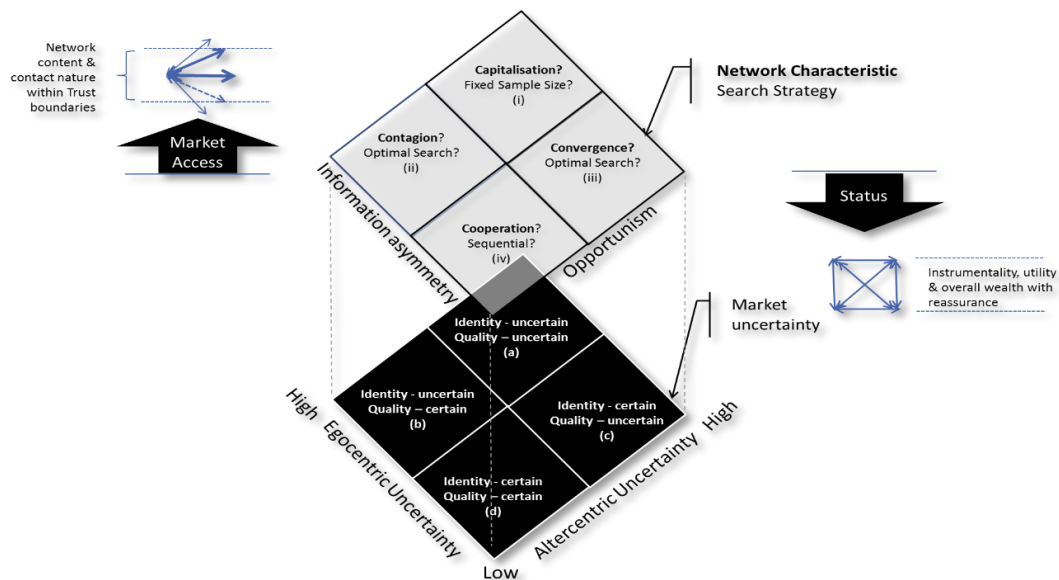 Network
content &
contact nature
within Trust
boundaries
Market
Access
Capitalisation?
Fixed Sample Size?
(i)
Contagion?
Optimal Search?
(ii)
Convergence?
Optimal Search?
(iii)
Cooperation?
Sequential?
(iv)
Information asymmetry
Opportunism
Network Characteristic
Search Strategy
Status
Instrumentality, utility
& overall wealth with
reassurance
Market
uncertainty
Identity - uncertain
Quality – uncertain
(a)
Identity - uncertain
Quality – certain
(b)
Identity - certain
Quality – uncertain
(c)
Identity - certain
Quality – certain
(d)
High Egocentric Uncertainty
Altercentric Uncertainty High
Low